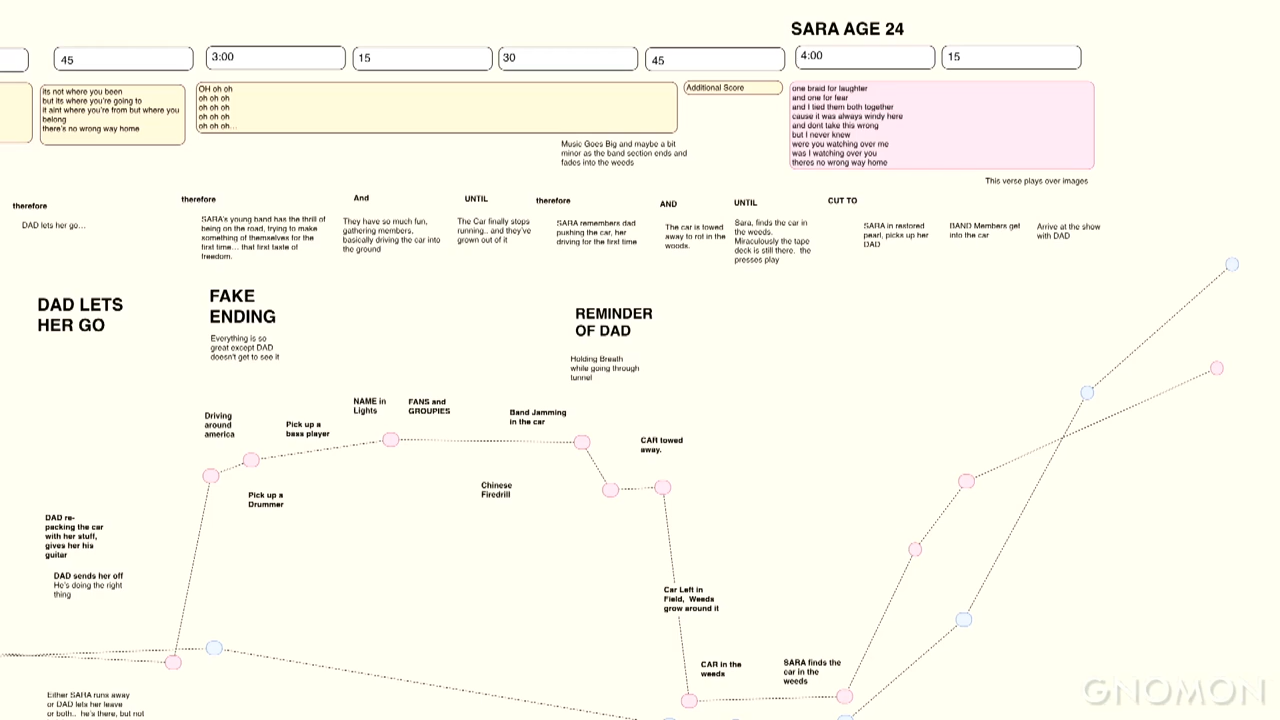 SARA AGE 24
45
3:00
15
30
45
4:00
15
its not where you been
but its where you're going to
it aint where you're from but where you
belong
there's no wrong way home
OH oh oh
oh oh oh
oh oh oh
oh oh oh
oh oh oh...
Additional Score
one braid for laughter
and one for fear
and I tied them both together
cause it was always windy here
and dont take this wrong
but I never knew
were you watching over me
was I watching over you
theres no wrong way home
Music Goes Big and maybe a bit
minor as the band section ends and
fades into the weeds
This verse plays over images
therefore
DAD lets her go...
therefore
SARA's young band has the thrill of
being on the road, trying to make
something of themselves for the
first time... that first taste of
freedom.
And
They have so much fun,
gathering members,
basically driving the car into
the ground
UNTIL
The Car finally stops
running.. and they've
grown out of it
therefore
SARA remembers dad
pushing the car, her
driving for the first time
AND
The car is towed
away to rot in the
woods.
UNTIL
Sara, finds the car in
the weeds.
Miraculously the tape
deck is still there. the
presses play
CUT TO
SARA in restored
pearl, picks up her
DAD
BAND Members get
into the car
Arrive at the show
with DAD
DAD LETS
HER GO
FAKE
ENDING
Everything is so
great except DAD
doesn't get to see it
REMINDER
OF DAD
Holding Breath
while going through
tunnel
Driving
around
america
Pick up a
bass player
NAME in
Lights
FANS and
GROUPIES
Band Jamming
in the car
CAR towed
away.
Pick up a
Drummer
Chinese
Firedrill
DAD re-
packing the car
with her stuff,
gives her his
guitar
DAD sends her off
He's doing the right
thing
Car Left in
Field, Weeds
grow around it
CAR in the
weeds
SARA finds the
car in the
weeds
Either SARA runs away
or DAD lets her leave
or both.. he's there, but not
GNOMON